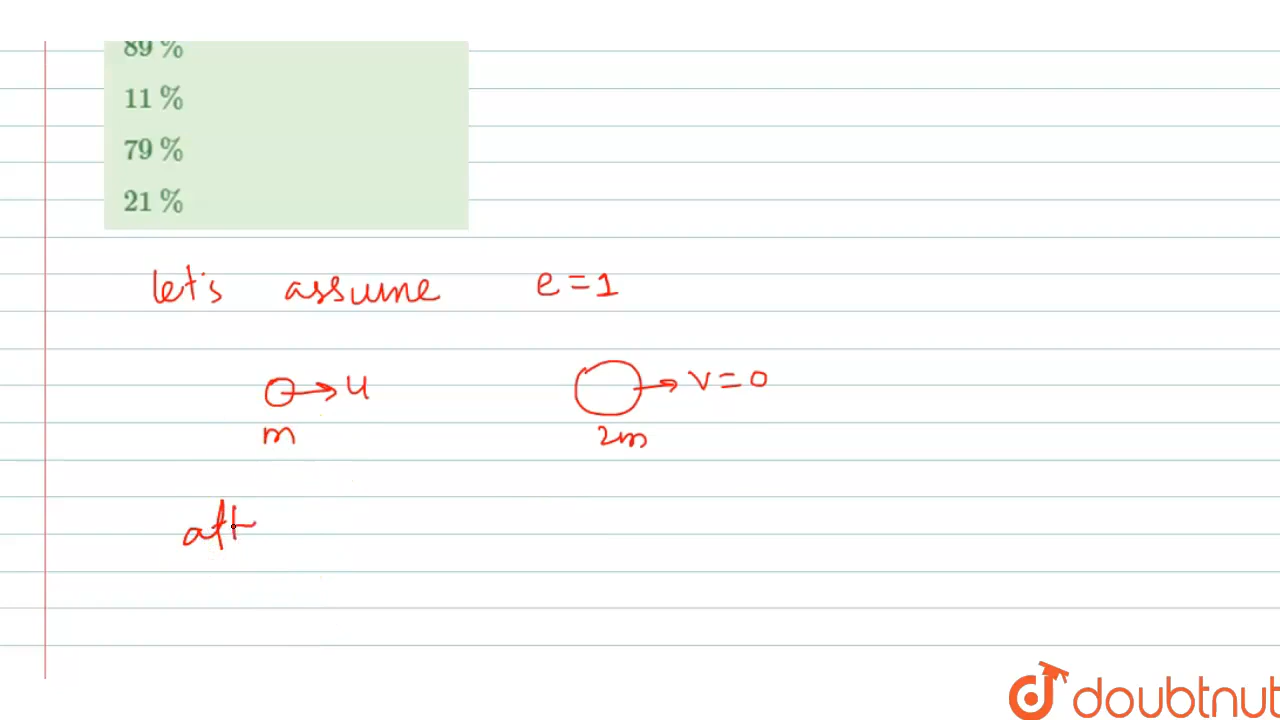 89 %
11 %
79 %
21 %
let's assume e = 1
u v = 0
m 2m
aft
doubtnut